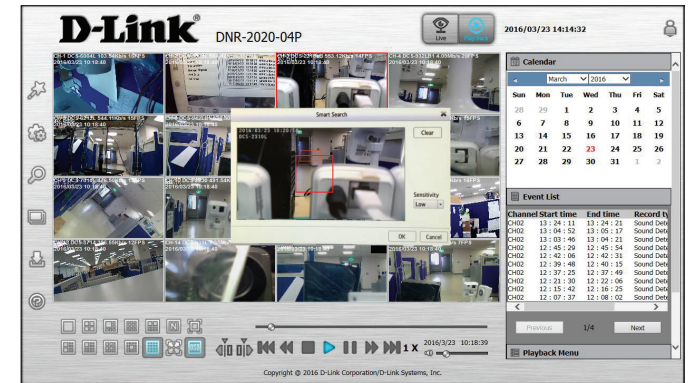 D-Link®
DNR-2020-04P
Live
Playback
2016/03/23 14:14:32
Calendar
March 2016
Sun Mon Tue Wed Thu Fri Sat
28 29 1 2 3 4 5
6 7 8 9 10 11 12
13 14 15 16 17 18 19
20 21 22 23 24 25 26
27 28 29 30 31 1 2
Smart Search
2016/03/23 10:20:
DCS-2310L
Clear
Sensitivity
Low
OK Cancel
Event List
Channel Start time End time Record ty
CH02 13 : 24 : 11 13 : 24 : 21 Sound Dete
CH02 13 : 04 : 52 13 : 05 : 17 Sound Dete
CH02 13 : 03 : 46 13 : 04 : 21 Sound Dete
CH02 12 : 45 : 29 12 : 45 : 54 Sound Dete
CH02 12 : 42 : 06 12 : 42 : 31 Sound Dete
CH02 12 : 39 : 48 12 : 40 : 15 Sound Dete
CH02 12 : 37 : 25 12 : 37 : 49 Sound Dete
CH02 12 : 21 : 30 12 : 22 : 06 Sound Dete
CH02 12 : 15 : 42 12 : 16 : 25 Sound Dete
CH02 12 : 07 : 37 12 : 08 : 02 Sound Dete
Previous 1/4 Next
Playback Menu
1 X 2016/3/23 10:18:39
Copyright © 2016 D-Link Corporation/D-Link Systems, Inc.